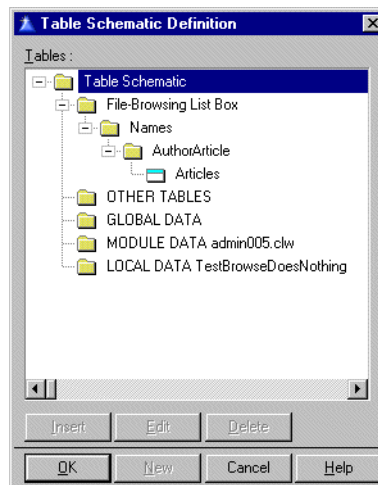 Table Schematic Definition
Tables :
Table Schematic
File-Browsing List Box
Names
AuthorArticle
Articles
OTHER TABLES
GLOBAL DATA
MODULE DATA admin005.clw
LOCAL DATA TestBrowseDoesNothing
Insert Edit Delete
OK New Cancel Help